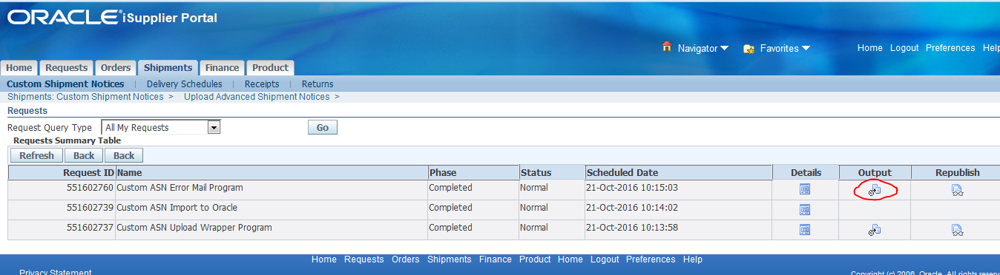 ORACLE® iSupplier Portal
Navigator Favorites Home Logout Preferences Help
Home Requests Orders Shipments Finance Product
Custom Shipment Notices | Delivery Schedules | Receipts | Returns
Shipments: Custom Shipment Notices > Upload Advanced Shipment Notices >
Requests
Request Query Type All My Requests Go
Requests Summary Table
Refresh Back Back
Request ID Name Phase Status Scheduled Date Details Output Republish
551602760 Custom ASN Error Mail Program Completed Normal 21-Oct-2016 10:15:03
551602739 Custom ASN Import to Oracle Completed Normal 21-Oct-2016 10:14:02
551602737 Custom ASN Upload Wrapper Program Completed Normal 21-Oct-2016 10:13:58
Home Requests Orders Shipments Finance Product Home Logout Preferences Help
Privacy Statement Copyright (c) 2006, Oracle. All rights reserv